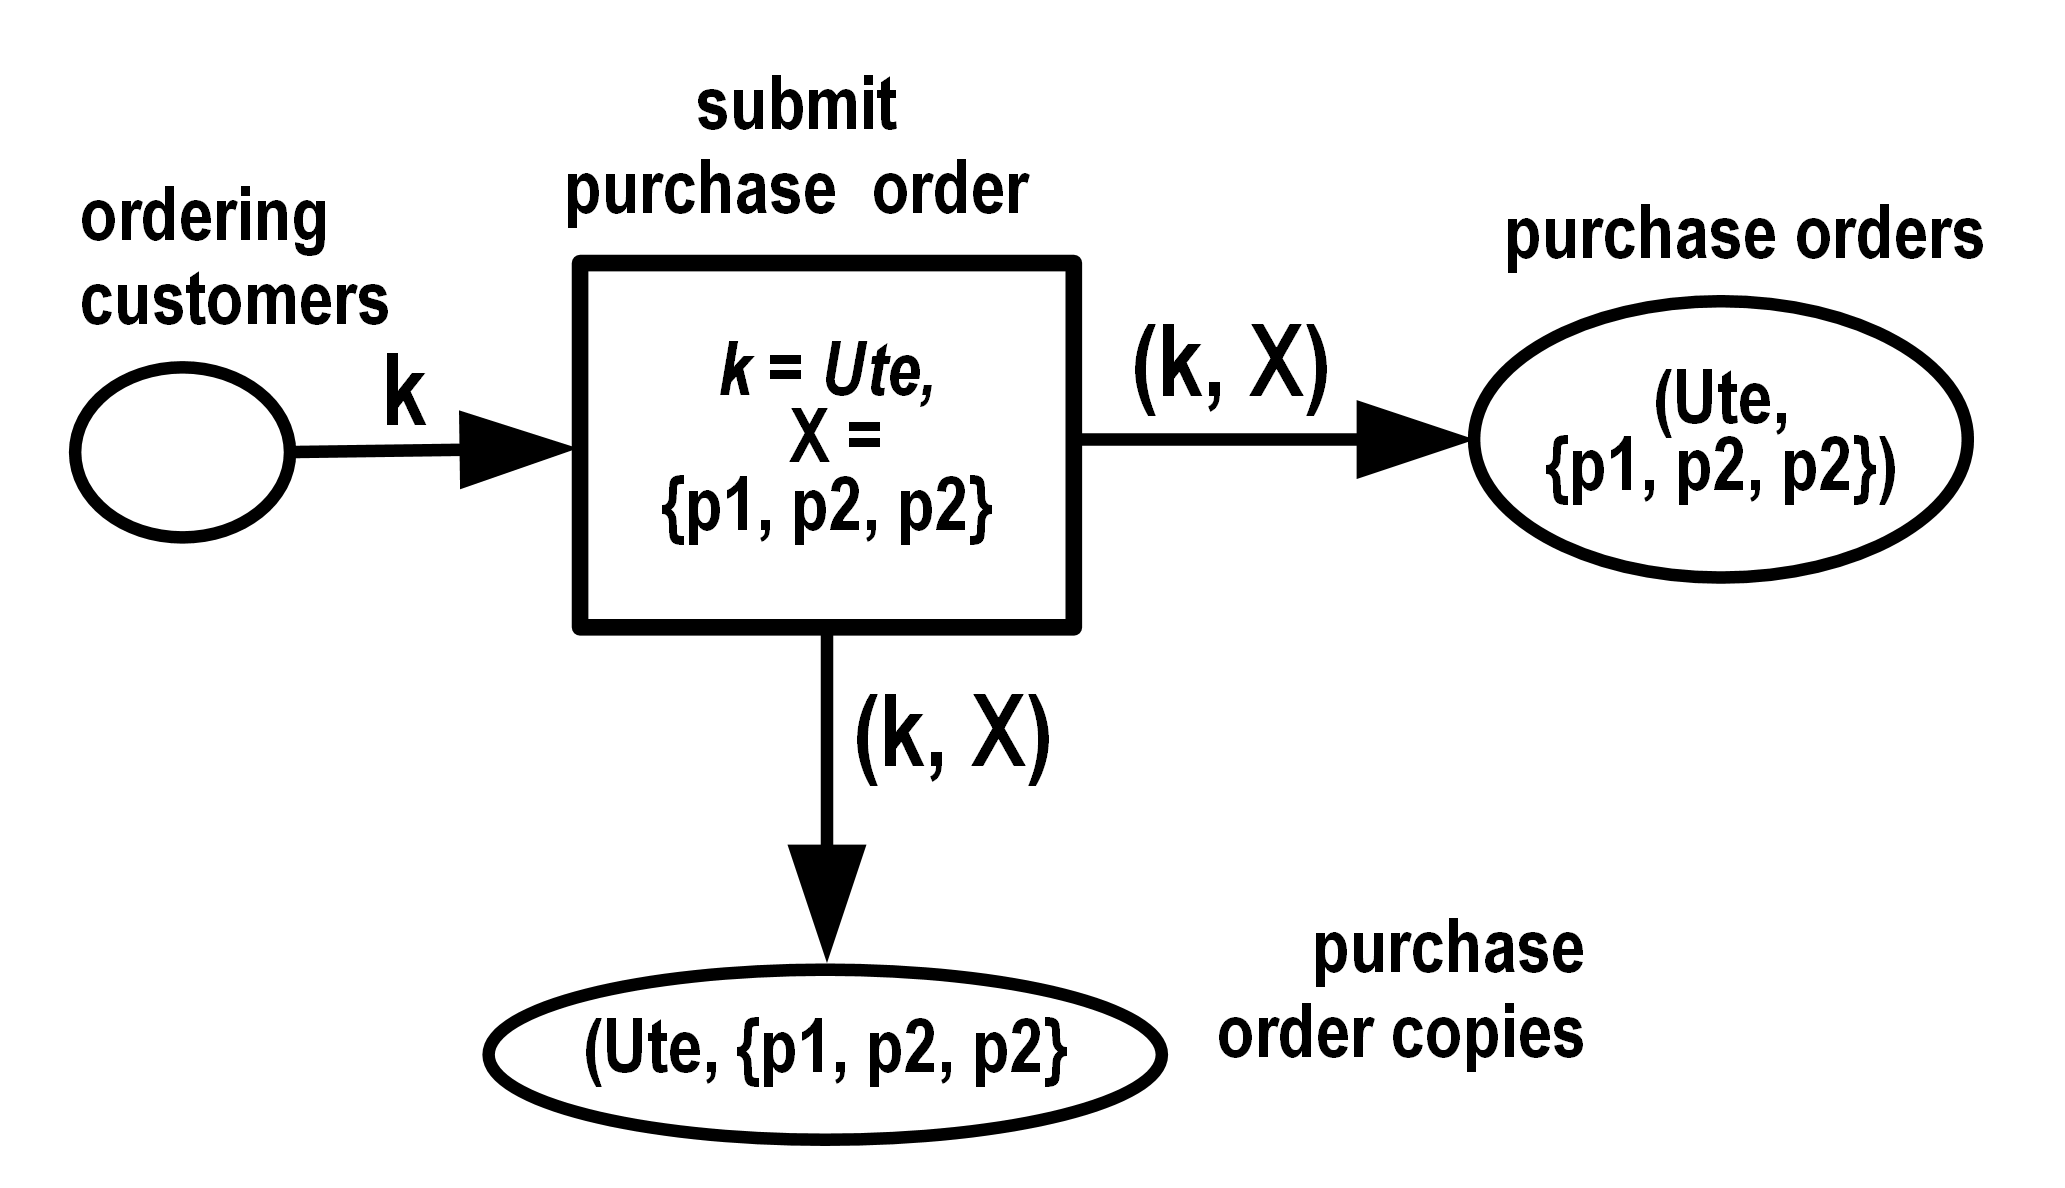 submit
purchase order
ordering
customers
purchase orders
k
k = Ute,
X =
{p1, p2, p2}
(k, X)
(Ute,
{p1, p2, p2})
(k, X)
purchase
order copies
(Ute, {p1, p2, p2}